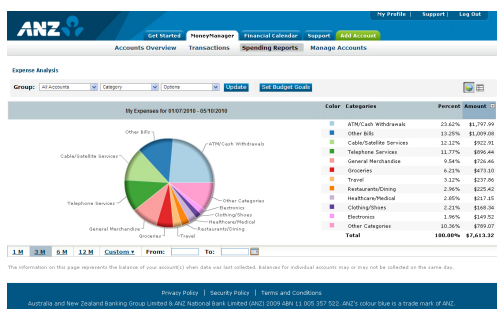 My Profile | Support | Log Out
ANZ
Get Started MoneyManager Financial Calendar Support Add Account
Accounts Overview Transactions Spending Reports Manage Accounts
Expense Analysis
Group: All Accounts Category Options Update Set Budget Goals
My Expenses for 01/07/2010 - 05/10/2010
Color Categories Percent Amount
ATM/Cash Withdrawals 23.62% $1,797.99
Other Bills 13.25% $1,009.08
Cable/Satellite Services 12.12% $922.91
Telephone Services 11.77% $896.44
General Merchandise 9.54% $726.46
Groceries 6.21% $473.10
Travel 3.12% $237.86
Restaurants/Dining 2.96% $225.42
Healthcare/Medical 2.85% $217.15
Clothing/Shoes 2.21% $168.34
Electronics 1.96% $149.52
Other Categories 10.36% $789.07
Total 100.00% $7,613.32
Other Bills
ATM/Cash Withdrawals
Cable/Satellite Services
Telephone Services
General Merchandise
Groceries
Travel
Restaurants/Dining
Healthcare/Medical
Clothing/Shoes
Electronics
Other Categories
1 M 3 M 6 M 12 M Custom From: To:
The information on this page represents the balance of your account(s) when data was last collected. Balances for individual accounts may or may not be collected on the same day.
Privacy Policy | Security Policy | Terms and Conditions
Australia and New Zealand Banking Group Limited & ANZ National Bank Limited (ANZ) 2009 ABN 11 005 357 522. ANZ's colour blue is a trade mark of ANZ.